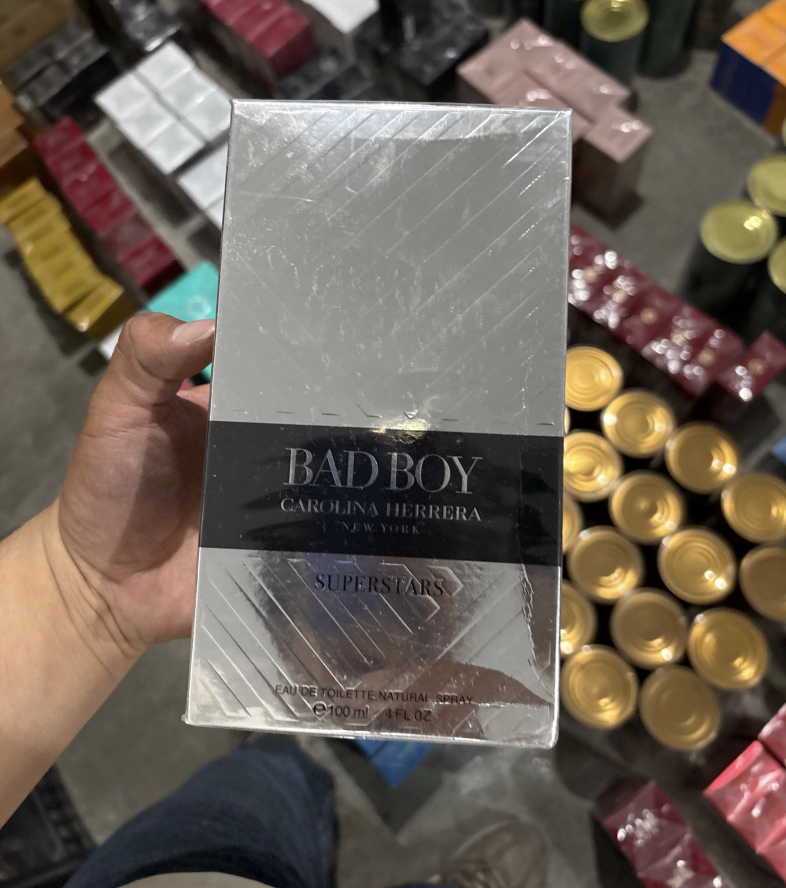 BAD BOY
CAROLINA HERRERA
NEW YORK
SUPERSTARS
EAU DE TOILETTE NATURAL SPRAY
e 100 ml - 4 FL OZ